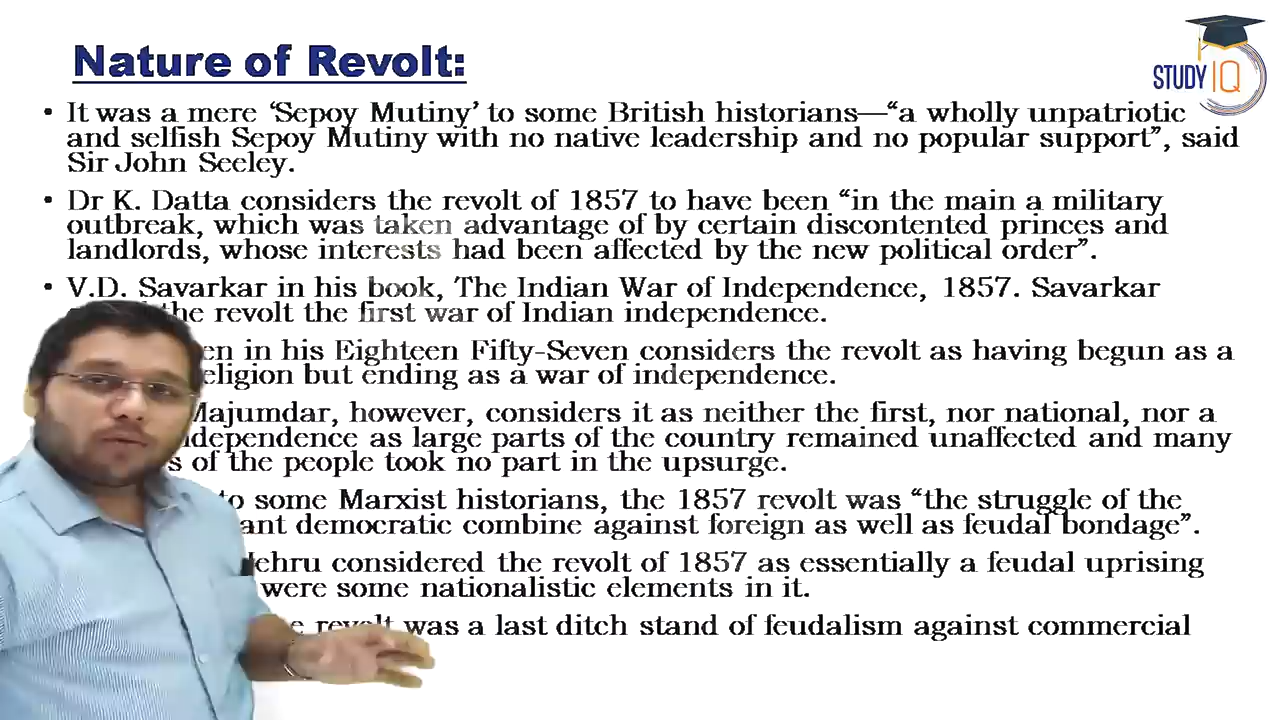 Nature of Revolt:
STUDY IQ
• It was a mere ‘Sepoy Mutiny’ to some British historians—“a wholly unpatriotic
and selfish Sepoy Mutiny with no native leadership and no popular support”, said
Sir John Seeley.
• Dr K. Datta considers the revolt of 1857 to have been “in the main a military
outbreak, which was taken advantage of by certain discontented princes and
landlords, whose interests had been affected by the new political order”.
• V.D. Savarkar in his book, The Indian War of Independence, 1857. Savarkar
the revolt the first war of Indian independence.
en in his Eighteen Fifty-Seven considers the revolt as having begun as a
eligion but ending as a war of independence.
Majumdar, however, considers it as neither the first, nor national, nor a
dependence as large parts of the country remained unaffected and many
s of the people took no part in the upsurge.
to some Marxist historians, the 1857 revolt was “the struggle of the
ant democratic combine against foreign as well as feudal bondage”.
ehru considered the revolt of 1857 as essentially a feudal uprising
were some nationalistic elements in it.
e revolt was a last ditch stand of feudalism against commercial